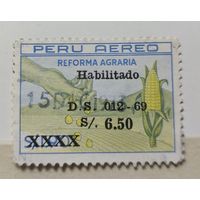 PERU AEREO
REFORMA AGRARIA
Habilitado
D.S. 012-69
S/. 6.50
XXXX